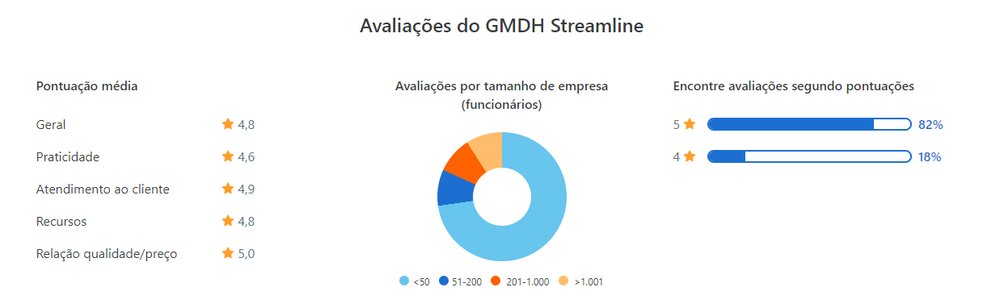 Avaliações do GMDH Streamline
Pontuação média
Geral 4,8
Praticidade 4,6
Atendimento ao cliente 4,9
Recursos 4,8
Relação qualidade/preço 5,0
Avaliações por tamanho de empresa
(funcionários)
<50 51-200 201-1.000 >1.001
Encontre avaliações segundo pontuações
5 82%
4 18%